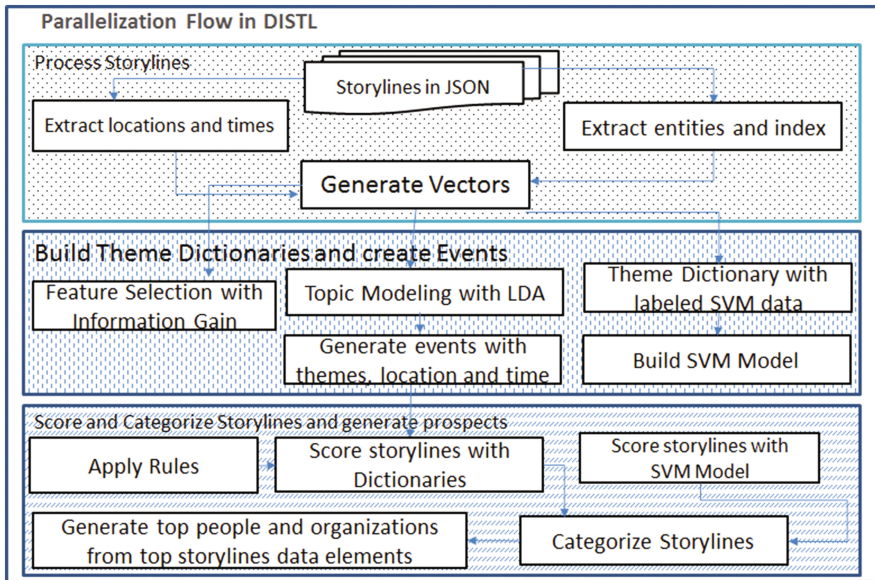 Parallelization Flow in DISTL
Process Storylines
Storylines in JSON
Extract locations and times
Extract entities and index
Generate Vectors
Build Theme Dictionaries and create Events
Feature Selection with
Information Gain
Topic Modeling with LDA
Theme Dictionary with
labeled SVM data
Generate events with
themes, location and time
Build SVM Model
Score and Categorize Storylines and generate prospects
Apply Rules
Score storylines with
Dictionaries
Score storylines with
SVM Model
Generate top people and organizations
from top storylines data elements
Categorize Storylines